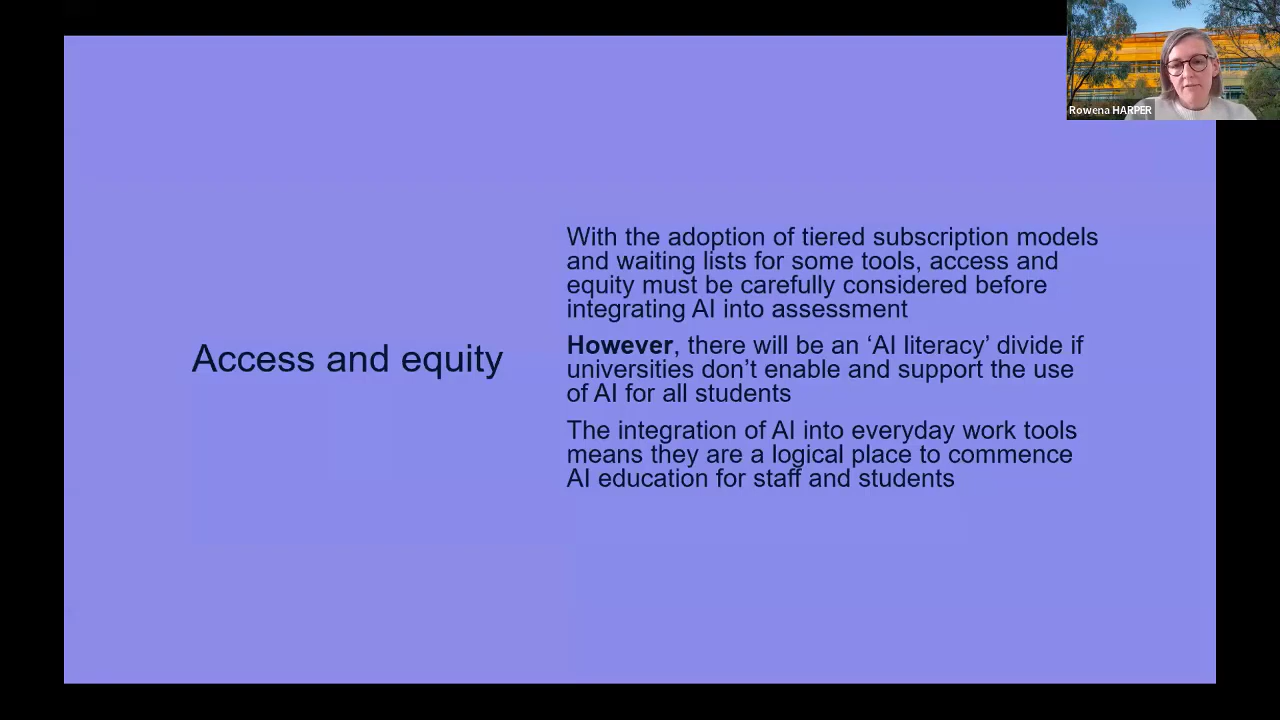 Rowena HARPER
Access and equity
With the adoption of tiered subscription models
and waiting lists for some tools, access and
equity must be carefully considered before
integrating AI into assessment
However, there will be an ‘AI literacy’ divide if
universities don’t enable and support the use
of AI for all students
The integration of AI into everyday work tools
means they are a logical place to commence
AI education for staff and students